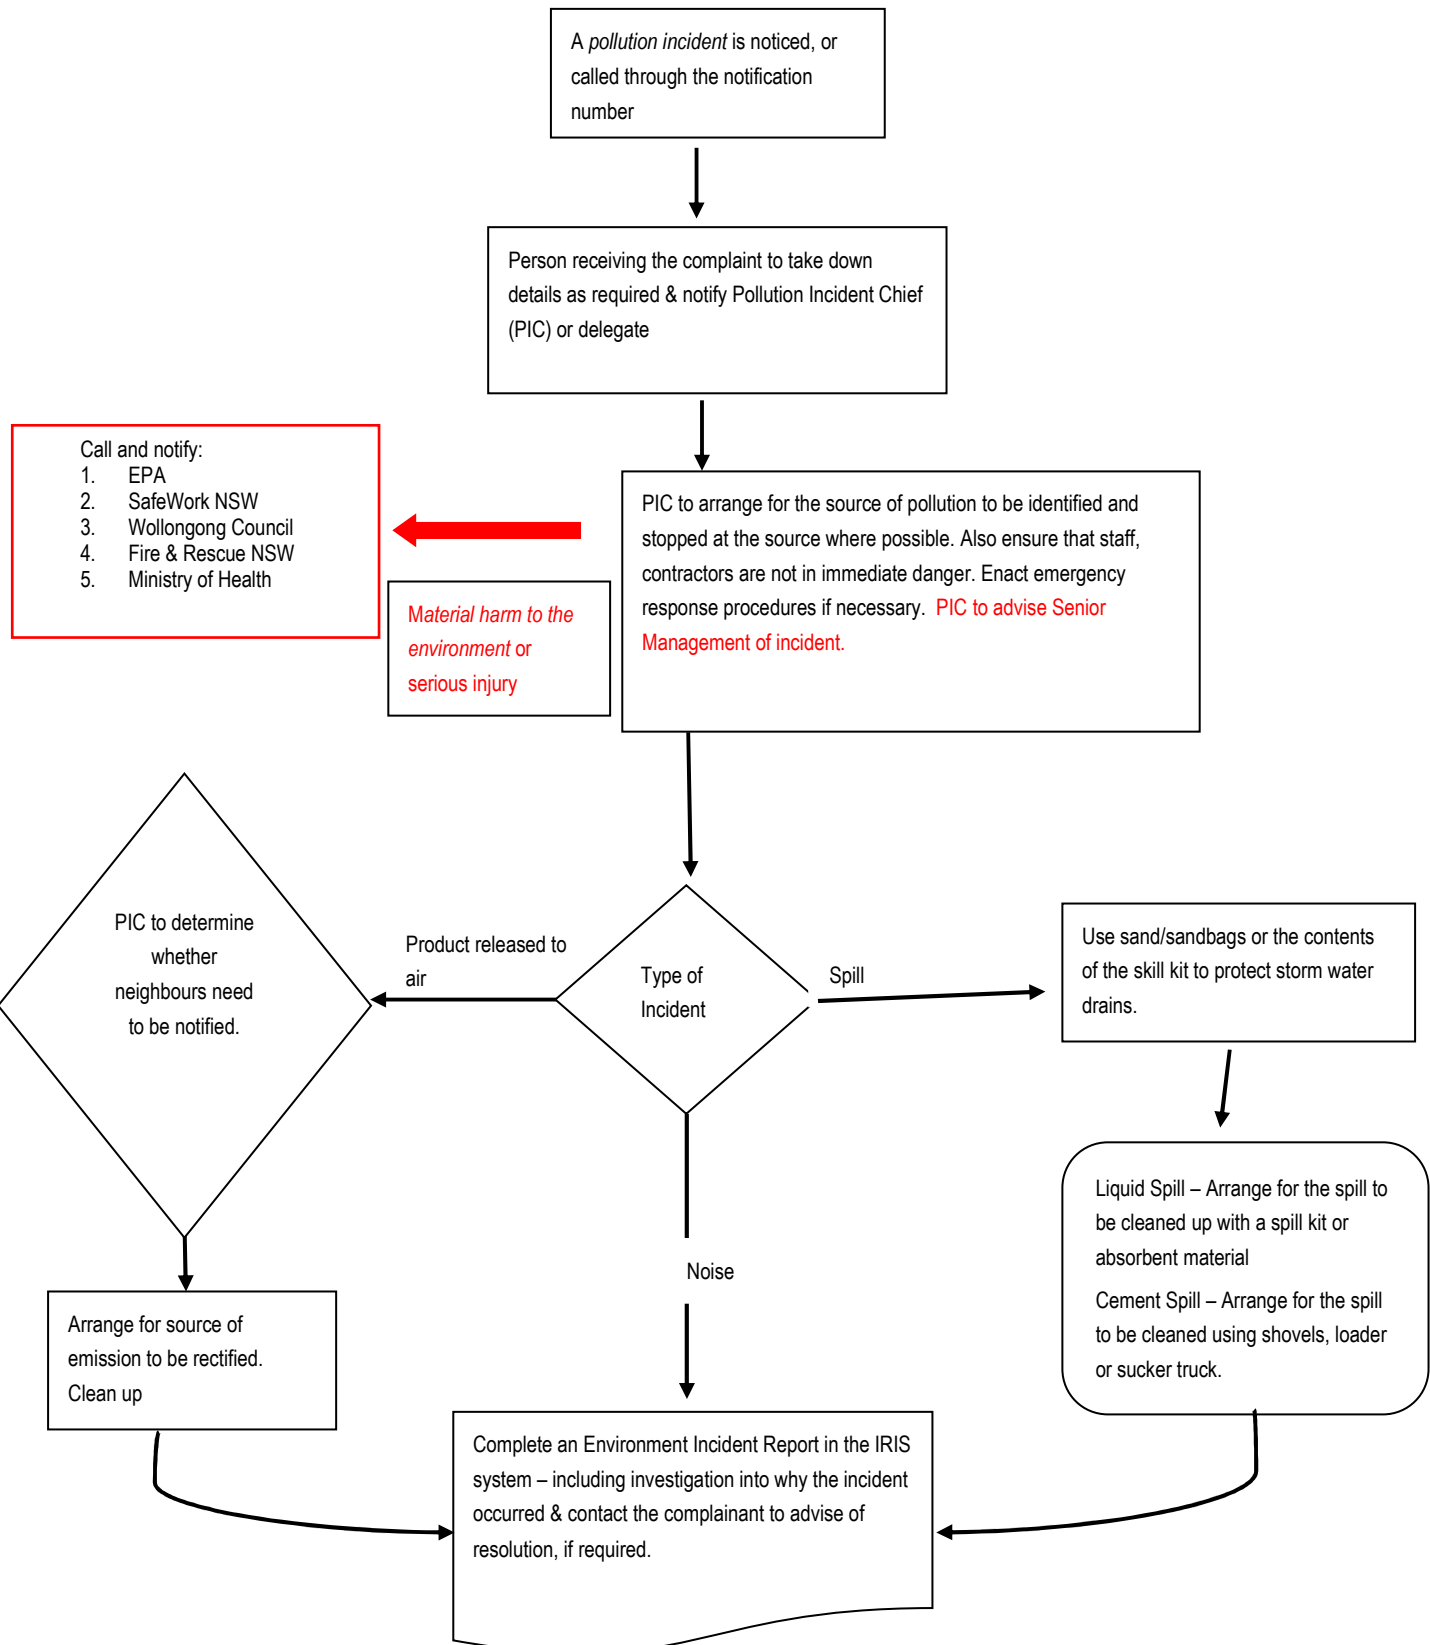 A pollution incident is noticed, or
called through the notification
number
Person receiving the complaint to take down
details as required & notify Pollution Incident Chief
(PIC) or delegate
Call and notify:
1. EPA
2. SafeWork NSW
3. Wollongong Council
4. Fire & Rescue NSW
5. Ministry of Health
Material harm to the
environment or
serious injury
PIC to arrange for the source of pollution to be identified and
stopped at the source where possible. Also ensure that staff,
contractors are not in immediate danger. Enact emergency
response procedures if necessary. PIC to advise Senior
Management of incident.
PIC to determine
whether
neighbours need
to be notified.
Product released to
air
Type of
Incident
Spill
Use sand/sandbags or the contents
of the skill kit to protect storm water
drains.
Liquid Spill – Arrange for the spill to
be cleaned up with a spill kit or
absorbent material
Cement Spill – Arrange for the spill
to be cleaned using shovels, loader
or sucker truck.
Noise
Arrange for source of
emission to be rectified.
Clean up
Complete an Environment Incident Report in the IRIS
system – including investigation into why the incident
occurred & contact the complainant to advise of
resolution, if required.